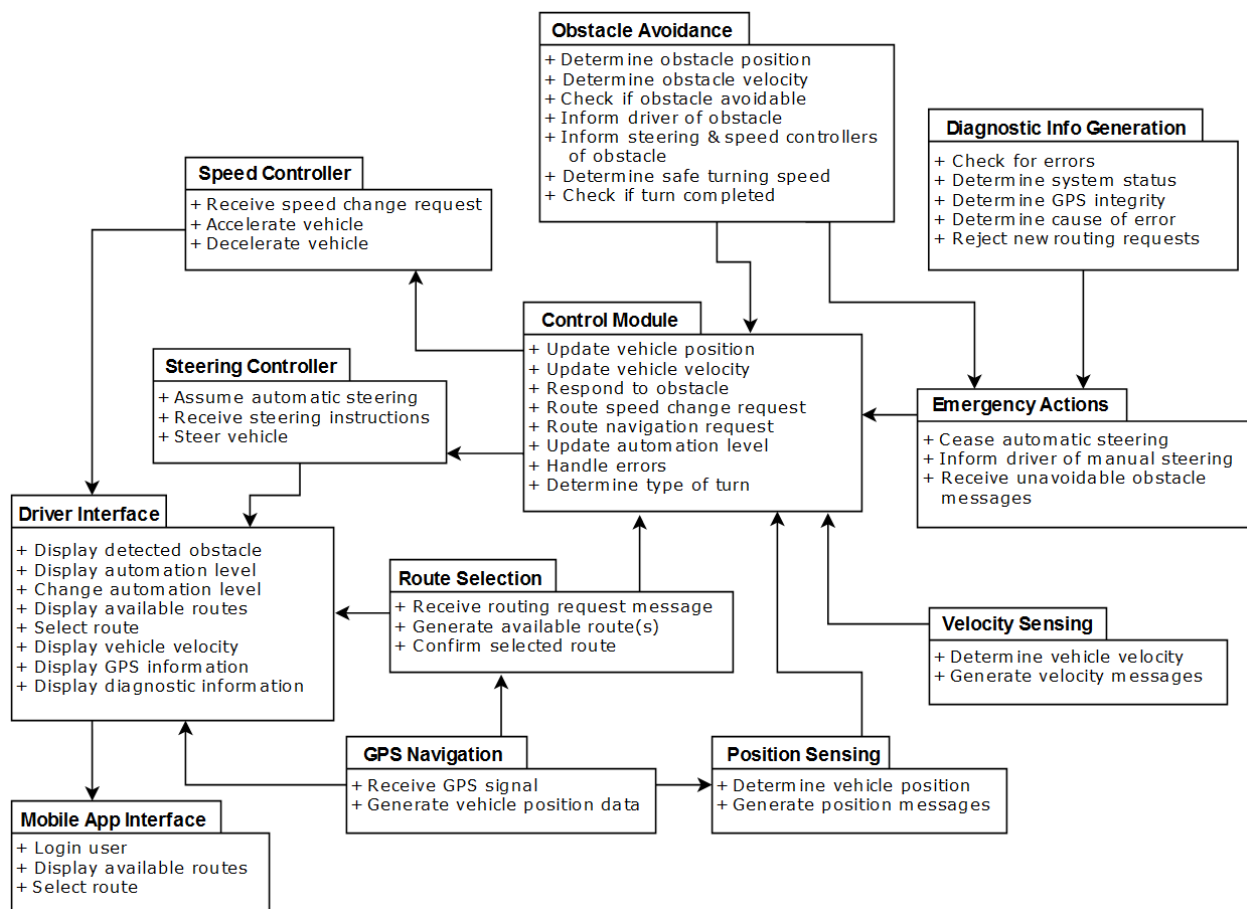 Obstacle Avoidance
+ Determine obstacle position
+ Determine obstacle velocity
+ Check if obstacle avoidable
+ Inform driver of obstacle
+ Inform steering & speed controllers
of obstacle
+ Determine safe turning speed
+ Check if turn completed
Diagnostic Info Generation
+ Check for errors
+ Determine system status
+ Determine GPS integrity
+ Determine cause of error
+ Reject new routing requests
Speed Controller
+ Receive speed change request
+ Accelerate vehicle
+ Decelerate vehicle
Control Module
+ Update vehicle position
+ Update vehicle velocity
+ Respond to obstacle
+ Route speed change request
+ Route navigation request
+ Update automation level
+ Handle errors
+ Determine type of turn
Steering Controller
+ Assume automatic steering
+ Receive steering instructions
+ Steer vehicle
Emergency Actions
+ Cease automatic steering
+ Inform driver of manual steering
+ Receive unavoidable obstacle
messages
Driver Interface
+ Display detected obstacle
+ Display automation level
+ Change automation level
+ Display available routes
+ Select route
+ Display vehicle velocity
+ Display GPS information
+ Display diagnostic information
Route Selection
+ Receive routing request message
+ Generate available route(s)
+ Confirm selected route
Velocity Sensing
+ Determine vehicle velocity
+ Generate velocity messages
GPS Navigation
+ Receive GPS signal
+ Generate vehicle position data
Position Sensing
+ Determine vehicle position
+ Generate position messages
Mobile App Interface
+ Login user
+ Display available routes
+ Select route